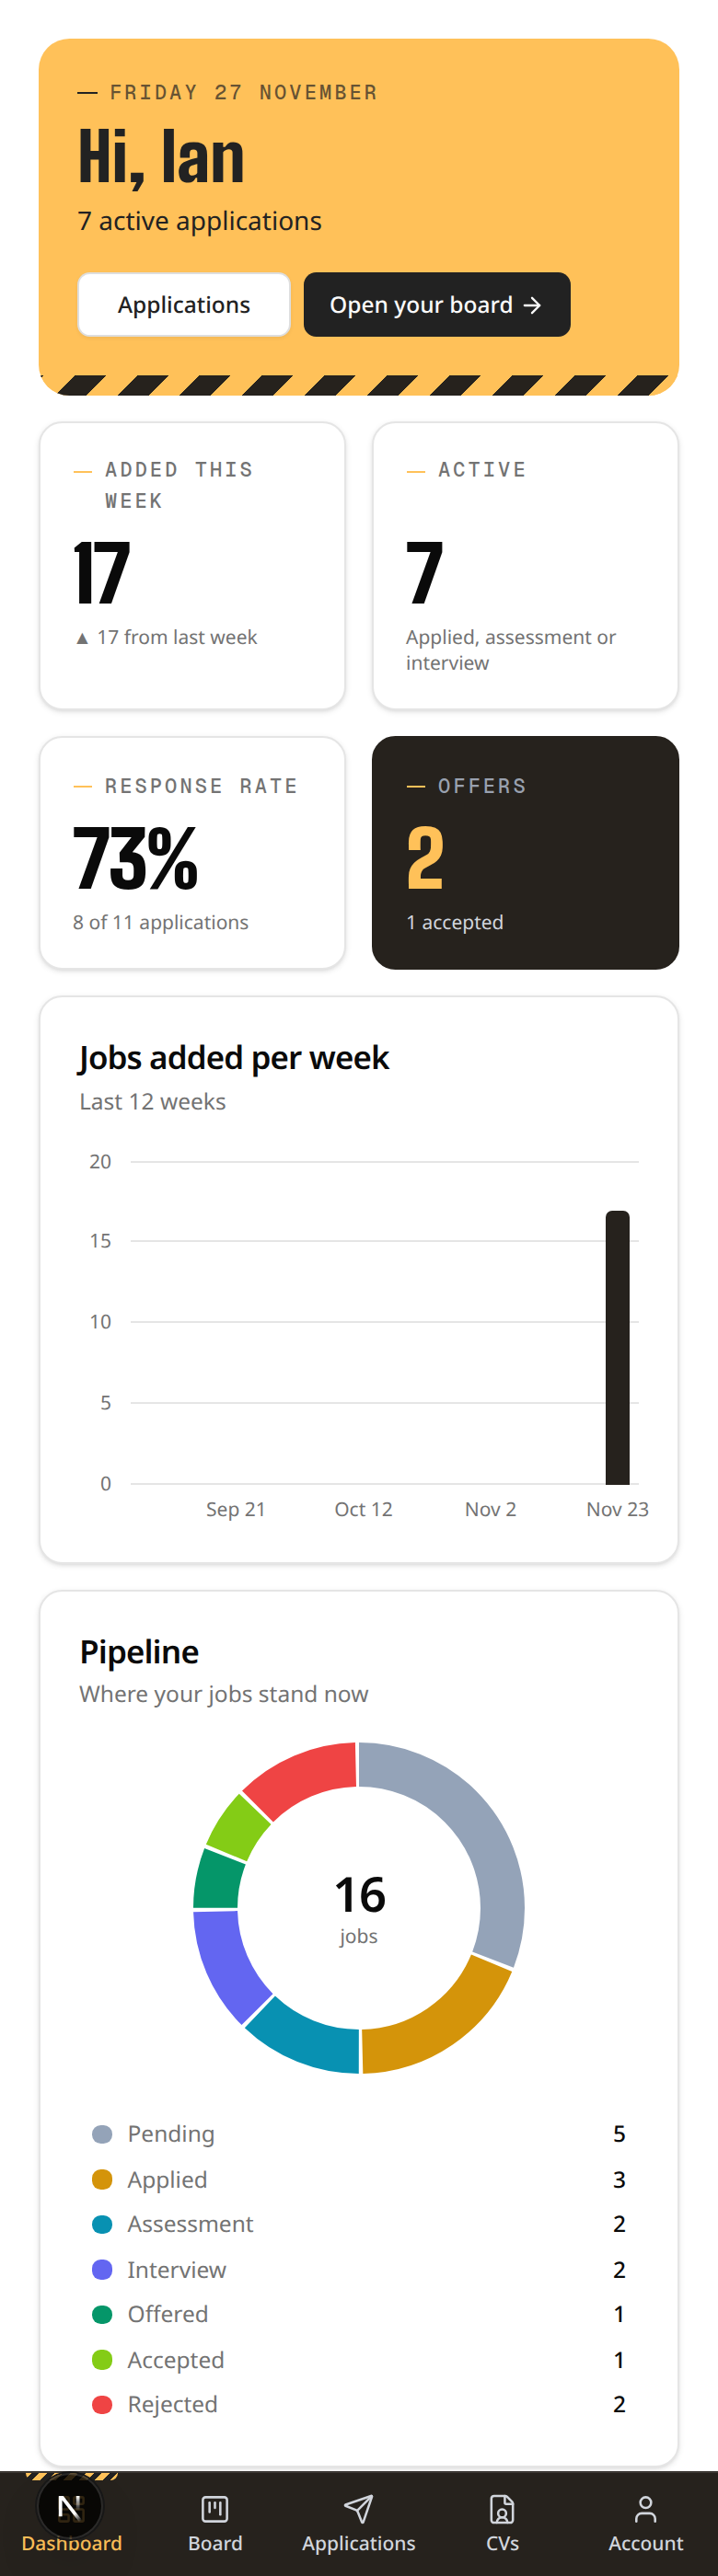 — FRIDAY 27 NOVEMBER
Hi, Ian
7 active applications
Applications
Open your board →
— ADDED THIS
WEEK
17
▲ 17 from last week
— ACTIVE
7
Applied, assessment or
interview
— RESPONSE RATE
73%
8 of 11 applications
— OFFERS
2
1 accepted
Jobs added per week
Last 12 weeks
20
15
10
5
0
Sep 21 Oct 12 Nov 2 Nov 23
Pipeline
Where your jobs stand now
16
jobs
Pending 5
Applied 3
Assessment 2
Interview 2
Offered 1
Accepted 1
Rejected 2
N
Dashboard Board Applications CVs Account